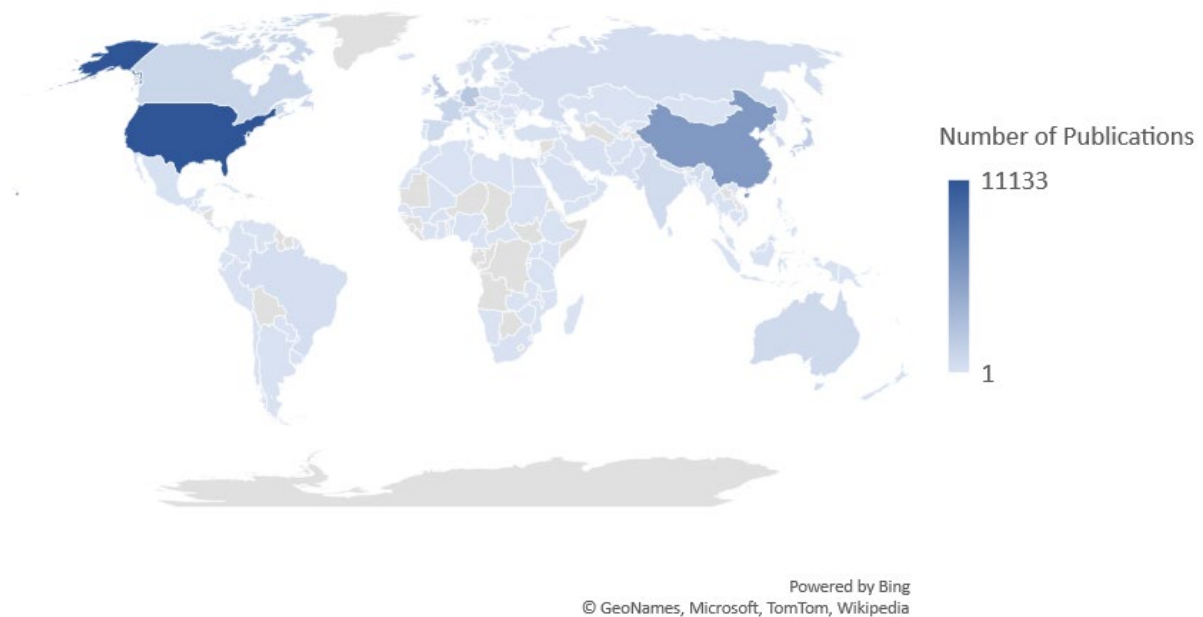 Number of Publications
11133
1
Powered by Bing
© GeoNames, Microsoft, TomTom, Wikipedia